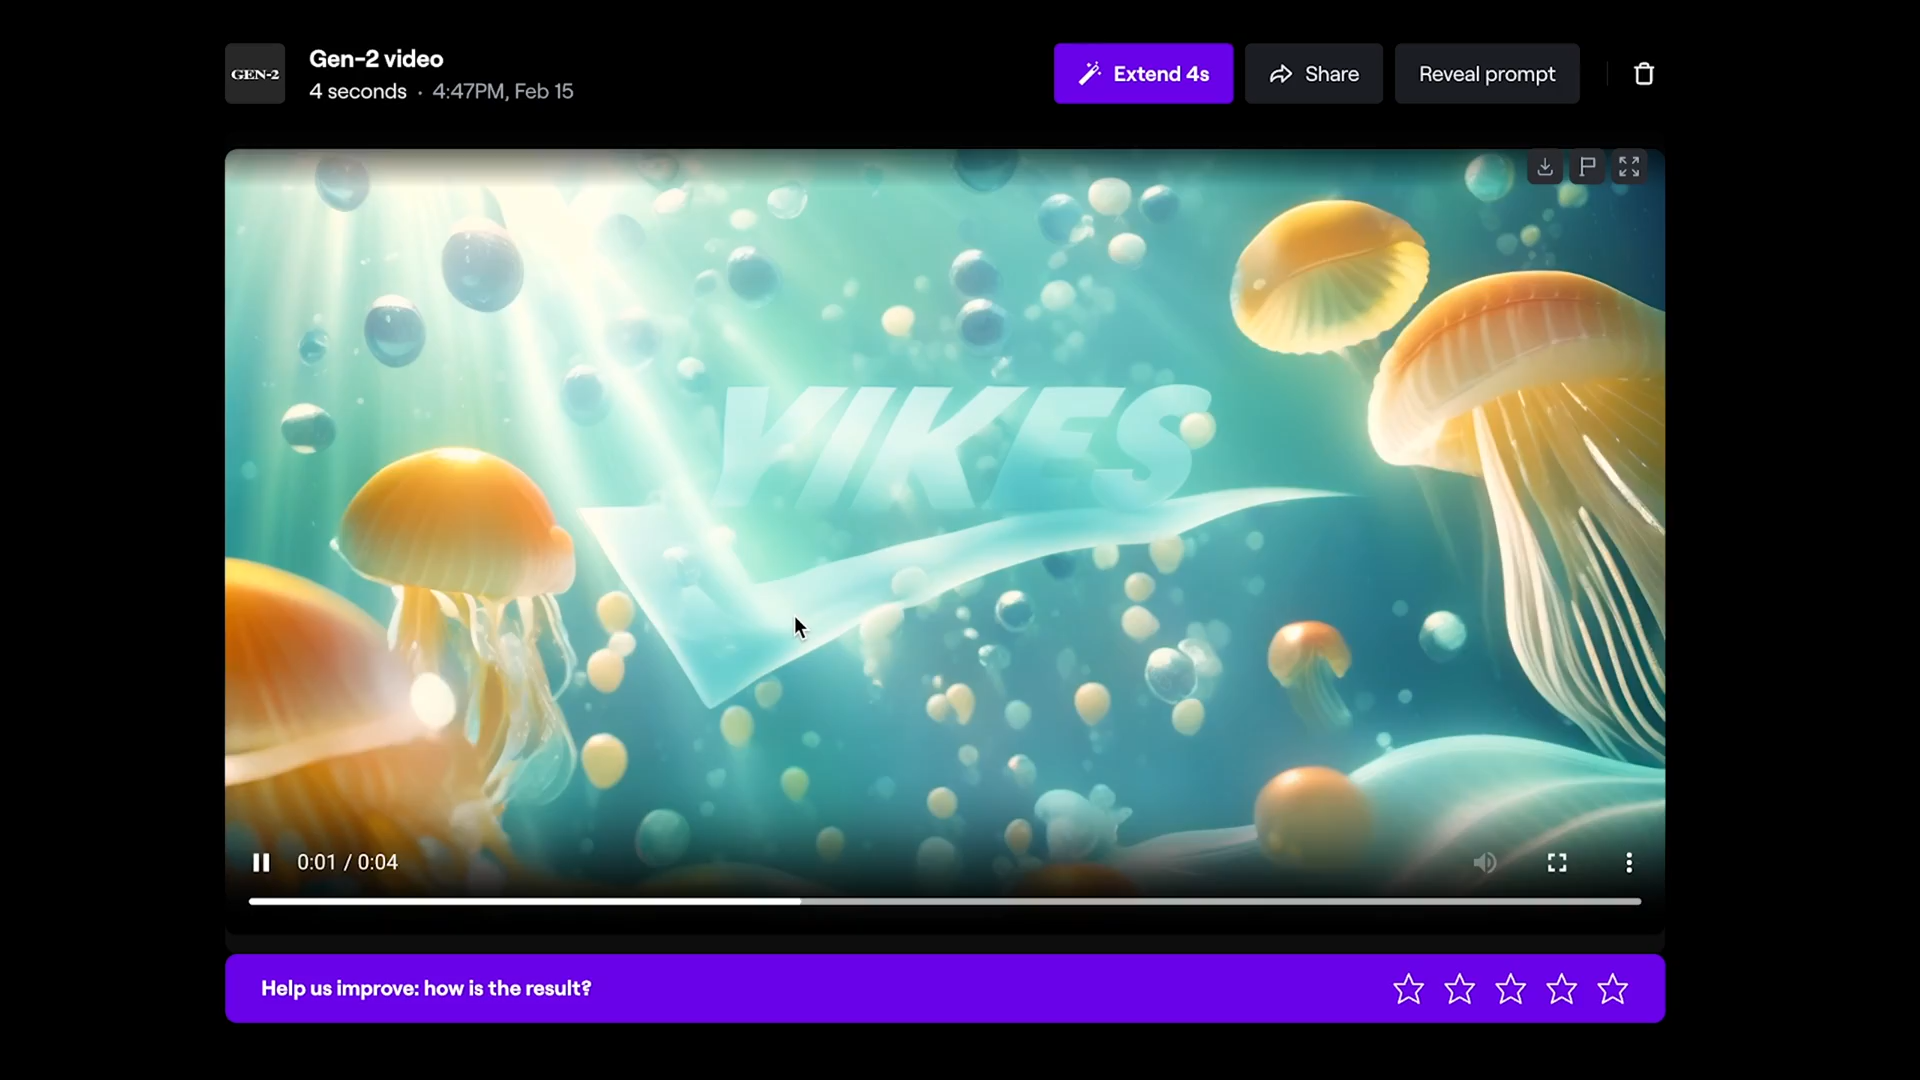 GEN-2
Gen-2 video
4 seconds · 4:47PM, Feb 15
Extend 4s
Share
Reveal prompt
YIKES
0:01 / 0:04
Help us improve: how is the result?